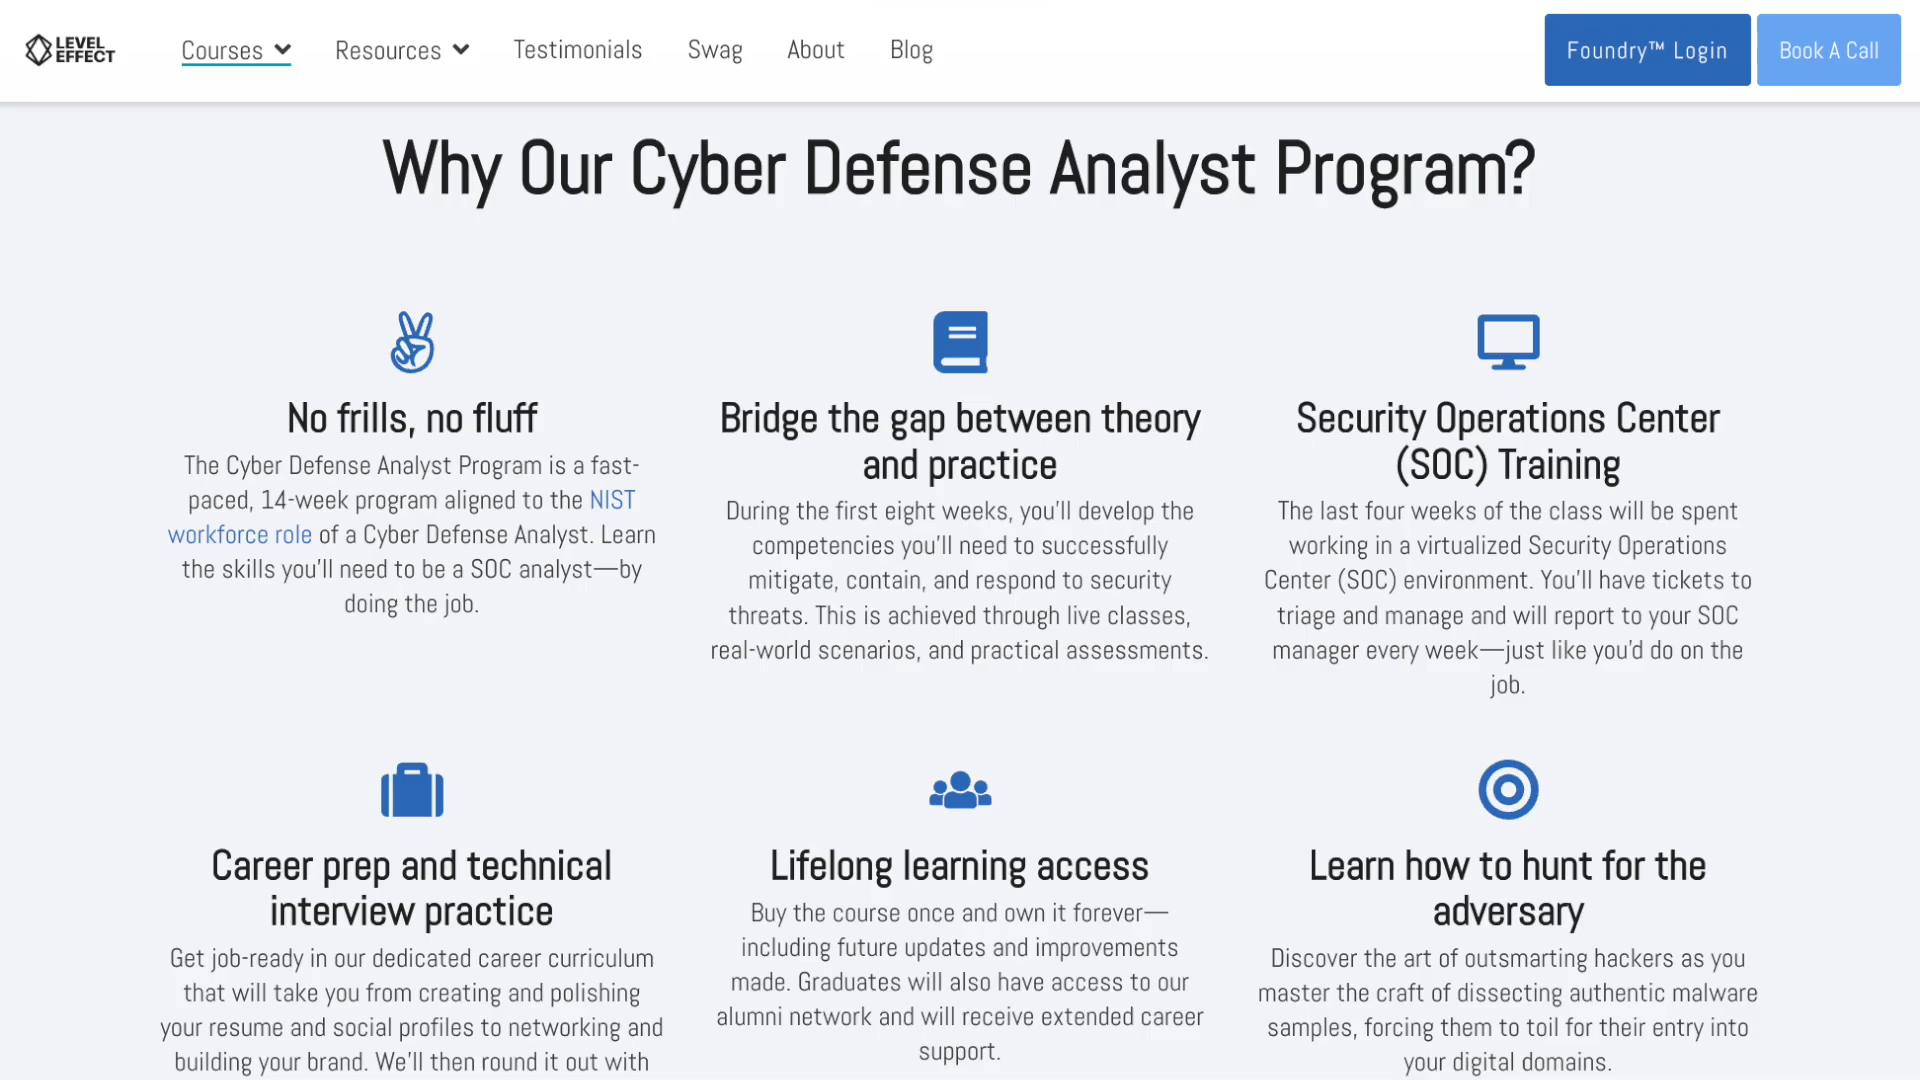 LEVEL
EFFECT
Courses
Resources
Testimonials
Swag
About
Blog
Foundry™ Login
Book A Call
Why Our Cyber Defense Analyst Program?
No frills, no fluff
The Cyber Defense Analyst Program is a fast-
paced, 14-week program aligned to the NIST
workforce role of a Cyber Defense Analyst. Learn
the skills you'll need to be a SOC analyst—by
doing the job.
Bridge the gap between theory
and practice
During the first eight weeks, you'll develop the
competencies you'll need to successfully
mitigate, contain, and respond to security
threats. This is achieved through live classes,
real-world scenarios, and practical assessments.
Security Operations Center
(SOC) Training
The last four weeks of the class will be spent
working in a virtualized Security Operations
Center (SOC) environment. You'll have tickets to
triage and manage and will report to your SOC
manager every week—just like you'd do on the
job.
Career prep and technical
interview practice
Get job-ready in our dedicated career curriculum
that will take you from creating and polishing
your resume and social profiles to networking and
building your brand. We'll then round it out with
Lifelong learning access
Buy the course once and own it forever—
including future updates and improvements
made. Graduates will also have access to our
alumni network and will receive extended career
support.
Learn how to hunt for the
adversary
Discover the art of outsmarting hackers as you
master the craft of dissecting authentic malware
samples, forcing them to toil for their entry into
your digital domains.